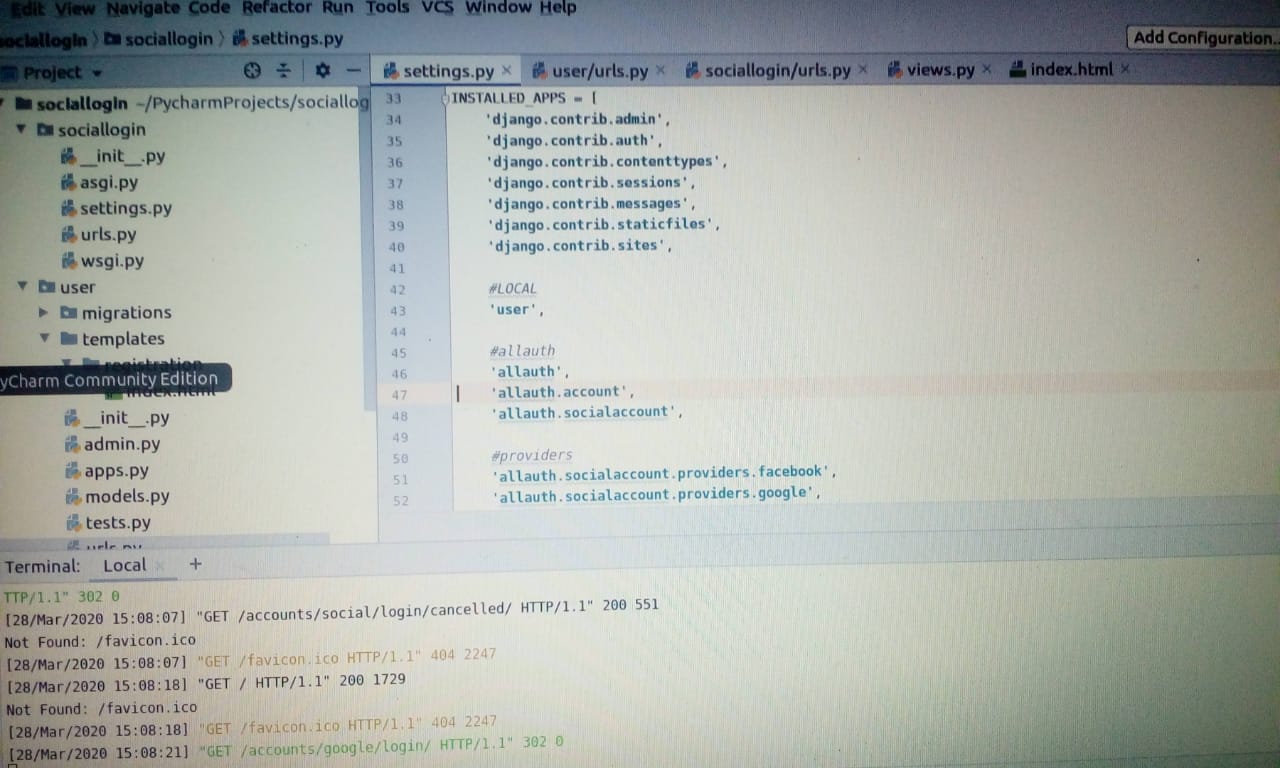 Edit View Navigate Code Refactor Run Tools VCS Window Help
sociallogin sociallogin settings.py
Add Configuration...
Project
settings.py user/urls.py sociallogin/urls.py views.py index.html
sociallogin ~/PycharmProjects/sociallog
sociallogin
__init__.py
asgi.py
settings.py
urls.py
wsgi.py
user
migrations
templates
registration
yCharm Community Edition
index.html
__init__.py
admin.py
apps.py
models.py
tests.py
urls.py
33 INSTALLED_APPS = [
34 'django.contrib.admin',
35 'django.contrib.auth',
36 'django.contrib.contenttypes',
37 'django.contrib.sessions',
38 'django.contrib.messages',
39 'django.contrib.staticfiles',
40 'django.contrib.sites',
41
42 #LOCAL
43 'user',
44
45 #allauth
46 'allauth',
47 'allauth.account',
48 'allauth.socialaccount',
49
50 #providers
51 'allauth.socialaccount.providers.facebook',
52 'allauth.socialaccount.providers.google',
Terminal: Local +
TTP/1.1" 302 0
[28/Mar/2020 15:08:07] "GET /accounts/social/login/cancelled/ HTTP/1.1" 200 551
Not Found: /favicon.ico
[28/Mar/2020 15:08:07] "GET /favicon.ico HTTP/1.1" 404 2247
[28/Mar/2020 15:08:18] "GET / HTTP/1.1" 200 1729
Not Found: /favicon.ico
[28/Mar/2020 15:08:18] "GET /favicon.ico HTTP/1.1" 404 2247
[28/Mar/2020 15:08:21] "GET /accounts/google/login/ HTTP/1.1" 302 0